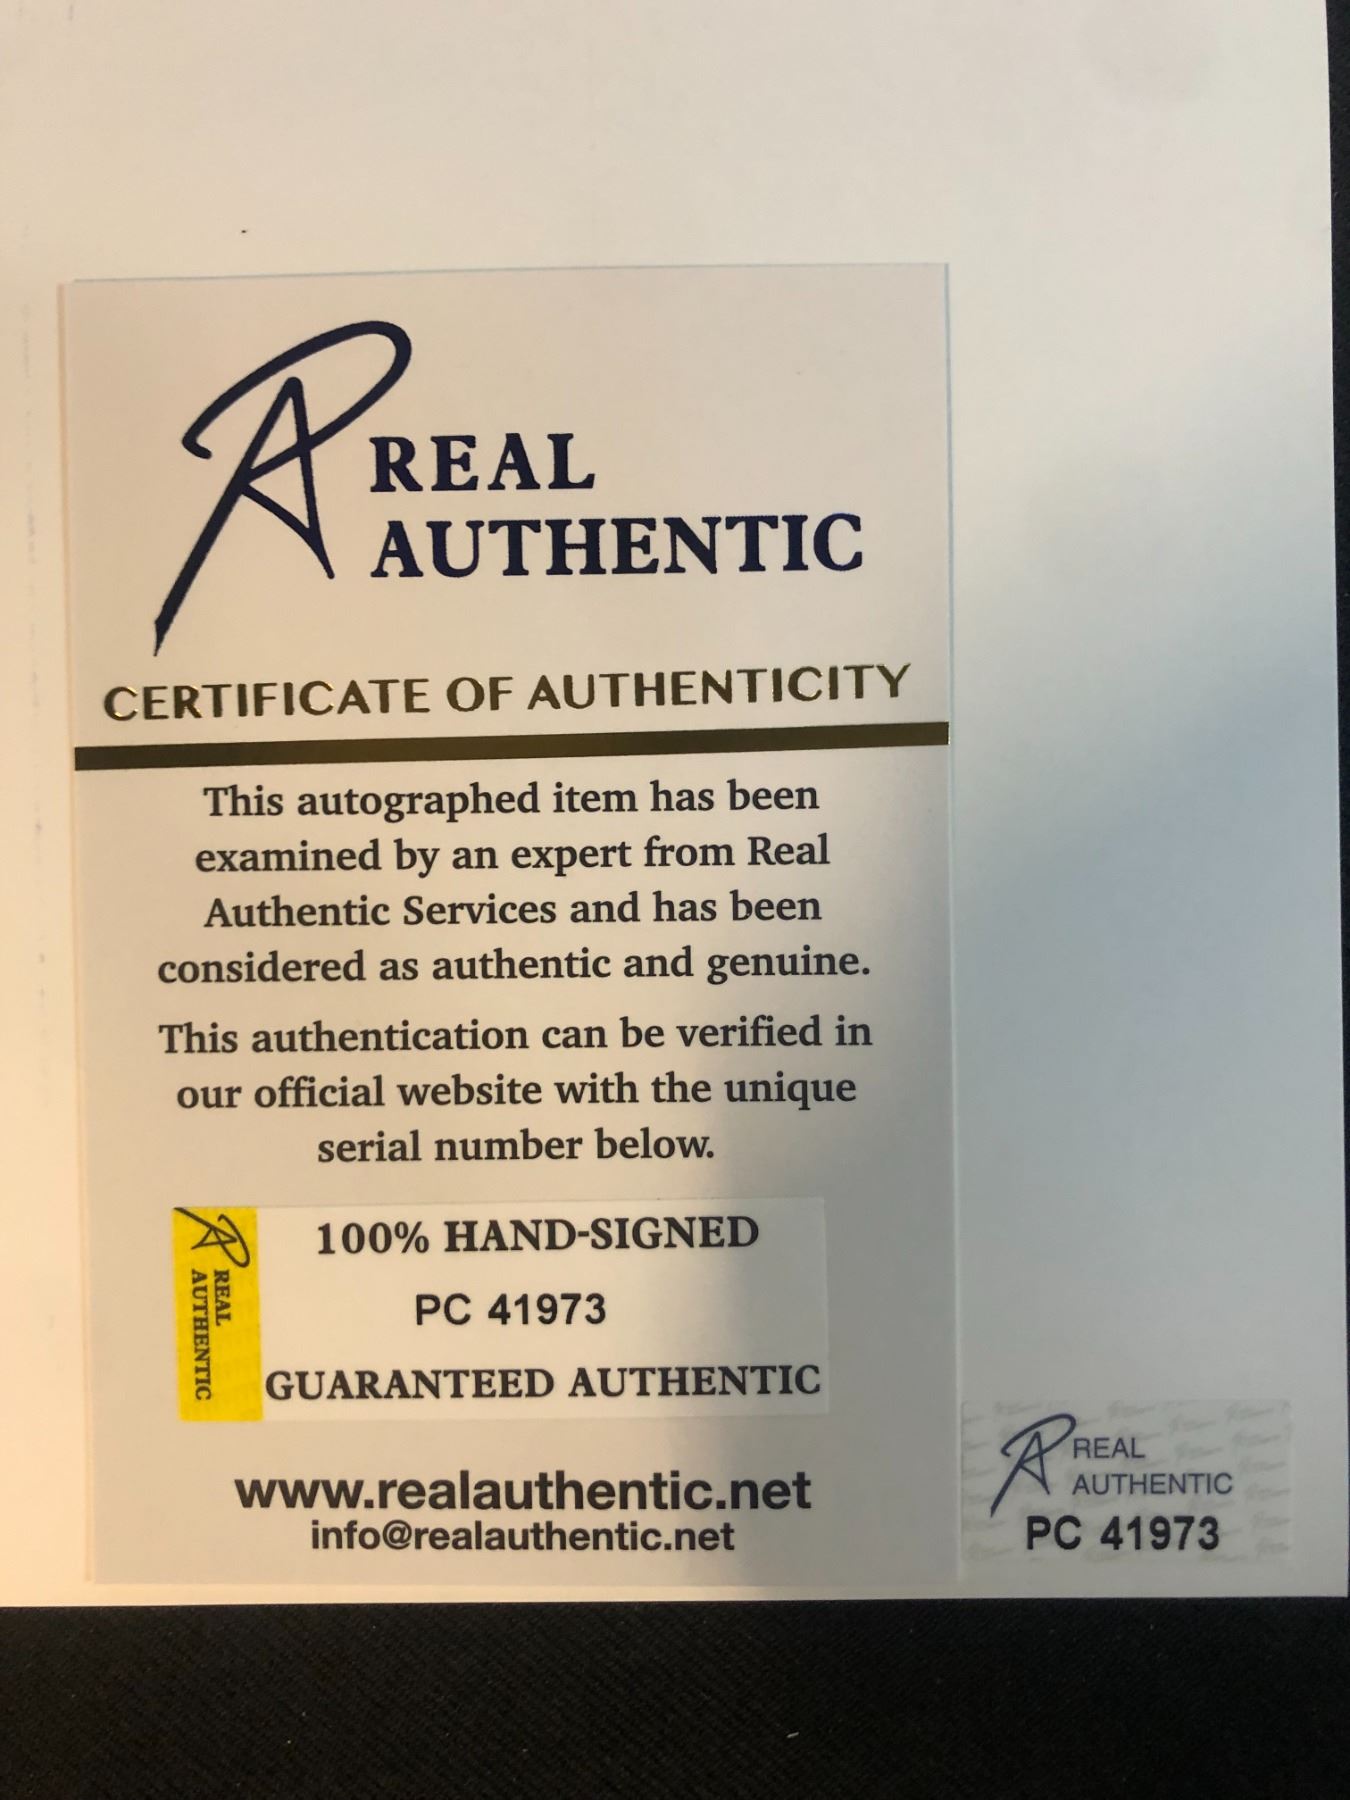 REAL
AUTHENTIC
CERTIFICATE OF AUTHENTICITY
This autographed item has been
examined by an expert from Real
Authentic Services and has been
considered as authentic and genuine.
This authentication can be verified in
our official website with the unique
serial number below.
REAL
AUTHENTIC
100% HAND-SIGNED
PC 41973
GUARANTEED AUTHENTIC
www.realauthentic.net
info@realauthentic.net
REAL
AUTHENTIC
PC 41973